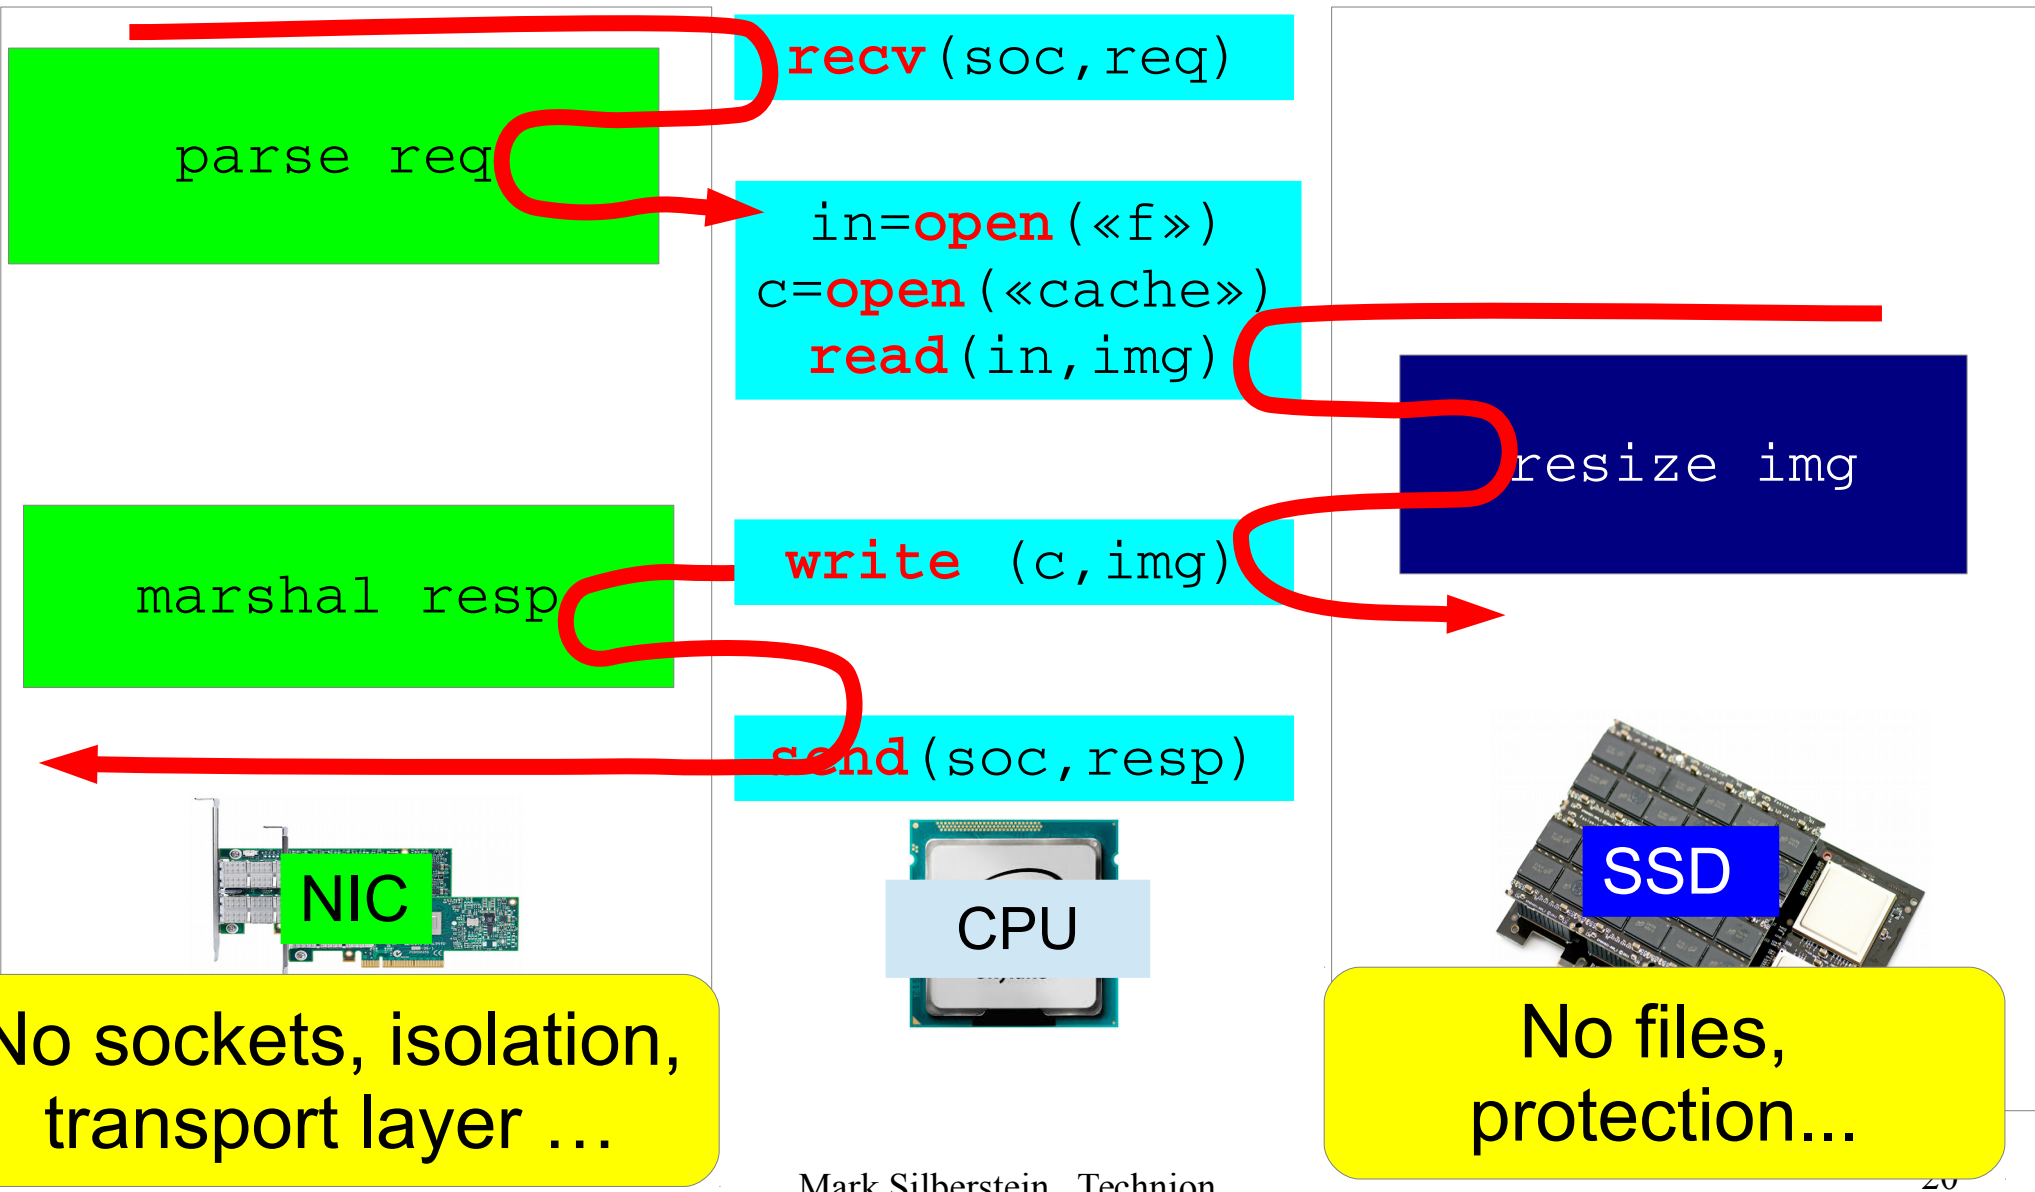 recv(soc,req)
parse req
in=open(«f»)
c=open(«cache»)
read(in,img)
resize img
write (c,img)
marshal resp
send(soc,resp)
NIC
CPU
SSD
No sockets, isolation,
transport layer …
No files,
protection...
Mark Silberstein, Technion
20